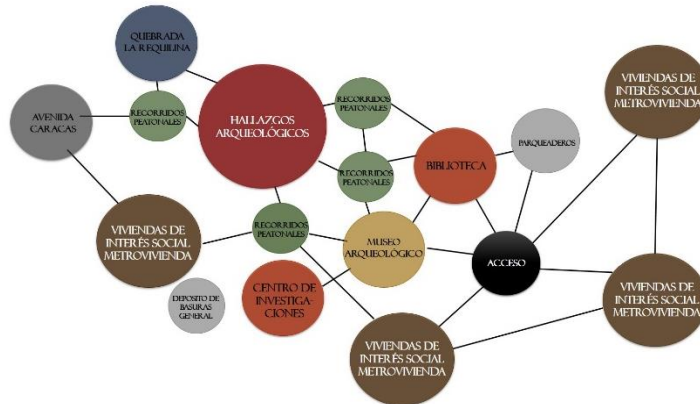 QUEBRADA
LA REQUILINA
AVENIDA
CARACAS
RECORRIDOS
PEATONALES
HALLAZGOS
ARQUEOLÓGICOS
RECORRIDOS
PEATONALES
RECORRIDOS
PEATONALES
BIBLIOTECA
PARQUEADEROS
VIVIENDAS DE
INTERÉS SOCIAL
METROVIVIENDA
VIVIENDAS DE
INTERÉS SOCIAL
METROVIVIENDA
RECORRIDOS
PEATONALES
MUSEO
ARQUEOLÓGICO
ACCESO
DEPOSITO DE
BASURAS
GENERAL
CENTRO DE
INVESTIGA-
CIONES
VIVIENDAS DE
INTERÉS SOCIAL
METROVIVIENDA
VIVIENDAS DE
INTERÉS SOCIAL
METROVIVIENDA